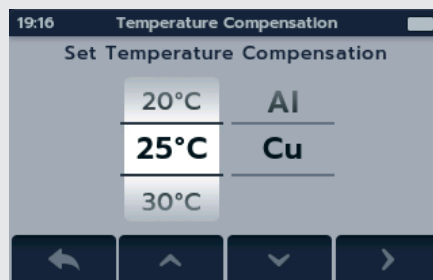 19:16 Temperature Compensation
Set Temperature Compensation
20°C Al
25°C Cu
30°C